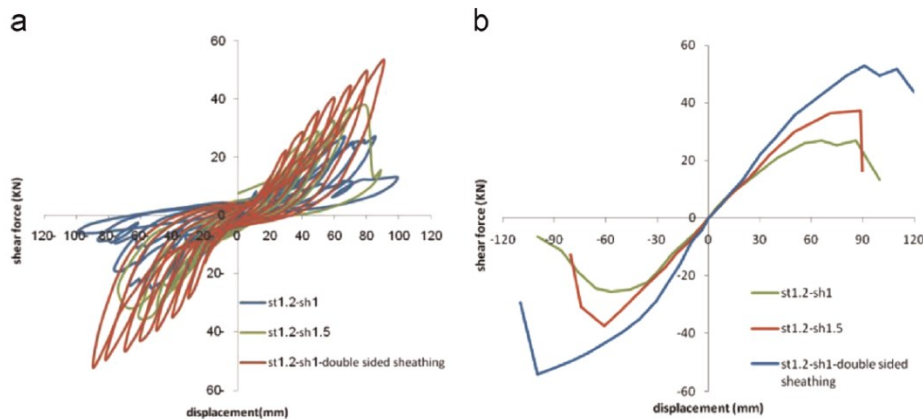 a
60
40
20
0
20-
40-
60-
120- 100- 80- 60- 40- 20- 0 20 40 60 80 100 120
shear force (KN)
displacement(mm)
st1.2-sh1
st1.2-sh1.5
st1.2-sh1-double sided sheathing
b
60
40
20
0
-20
-40
-60
-120 -90 -60 -30 0 30 60 90 120
shear force (KN)
displacement (mm)
st1.2-sh1
st1.2-sh1.5
st1.2-sh1-double sided
sheathing